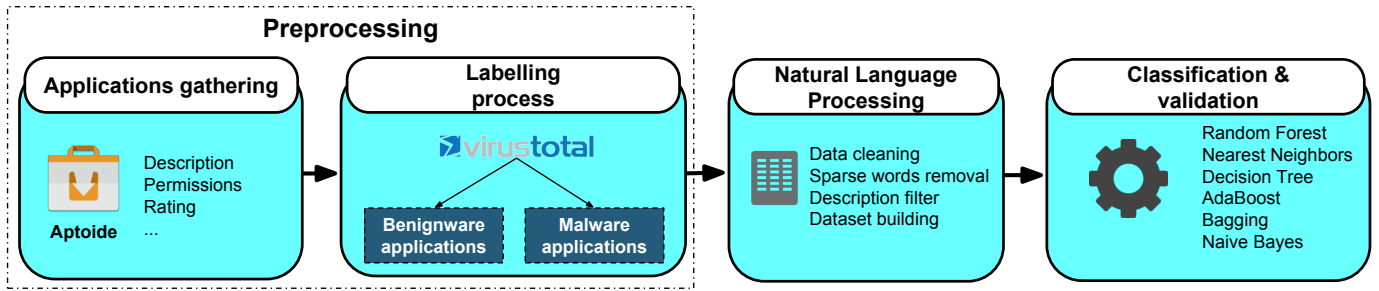 Preprocessing
Applications gathering
Description
Permissions
Rating
...
Aptoide
Labelling
process
virustotal
Benignware
applications
Malware
applications
Natural Language
Processing
Data cleaning
Sparse words removal
Description filter
Dataset building
Classification &
validation
Random Forest
Nearest Neighbors
Decision Tree
AdaBoost
Bagging
Naive Bayes